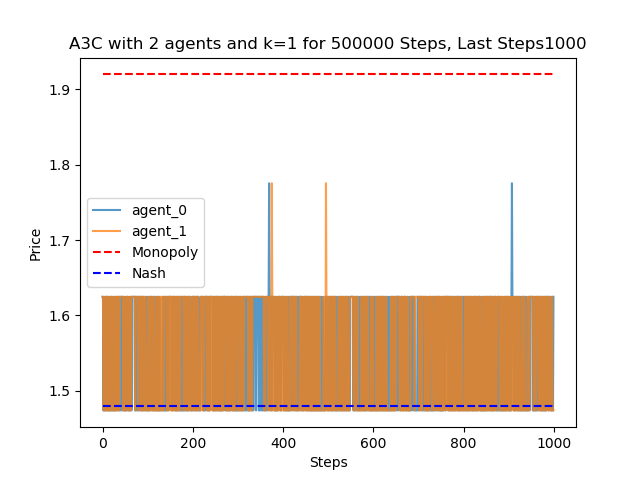 A3C with 2 agents and k=1 for 500000 Steps, Last Steps1000
1.9
1.8
1.7
1.6
1.5
Price
agent_0
agent_1
Monopoly
Nash
0 200 400 600 800 1000
Steps